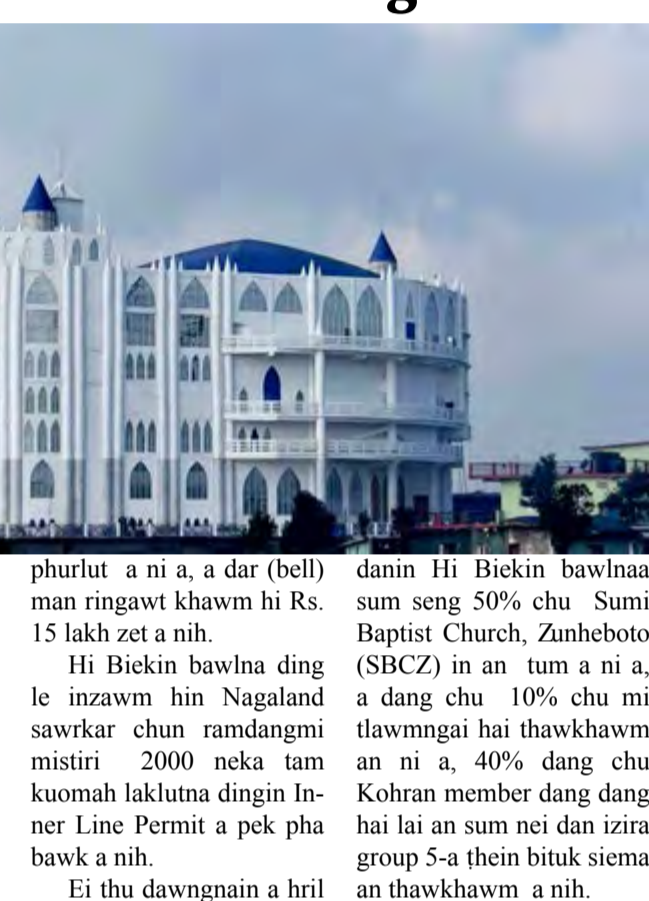 phurlut a ni a, a dar (bell)
man ringawt khawm hi Rs.
15 lakh zet a nih.
Hi Biekin bawlna ding
le inzawm hin Nagaland
sawrkar chun ramdangmi
mistiri 2000 neka tam
kuomah laklutna dingin In-
ner Line Permit a pek pha
bawk a nih.
Ei thu dawngnain a hril
danin Hi Biekin bawlnaa
sum seng 50% chu Sumi
Baptist Church, Zunheboto
(SBCZ) in an tum a ni a,
a dang chu 10% chu mi
tlawmngai hai thawkhawm
an ni a, 40% dang chu
Kohran member dang dang
hai lai an sum nei dan izira
group 5-a ṭhein bituk siema
an thawkhawm a nih.